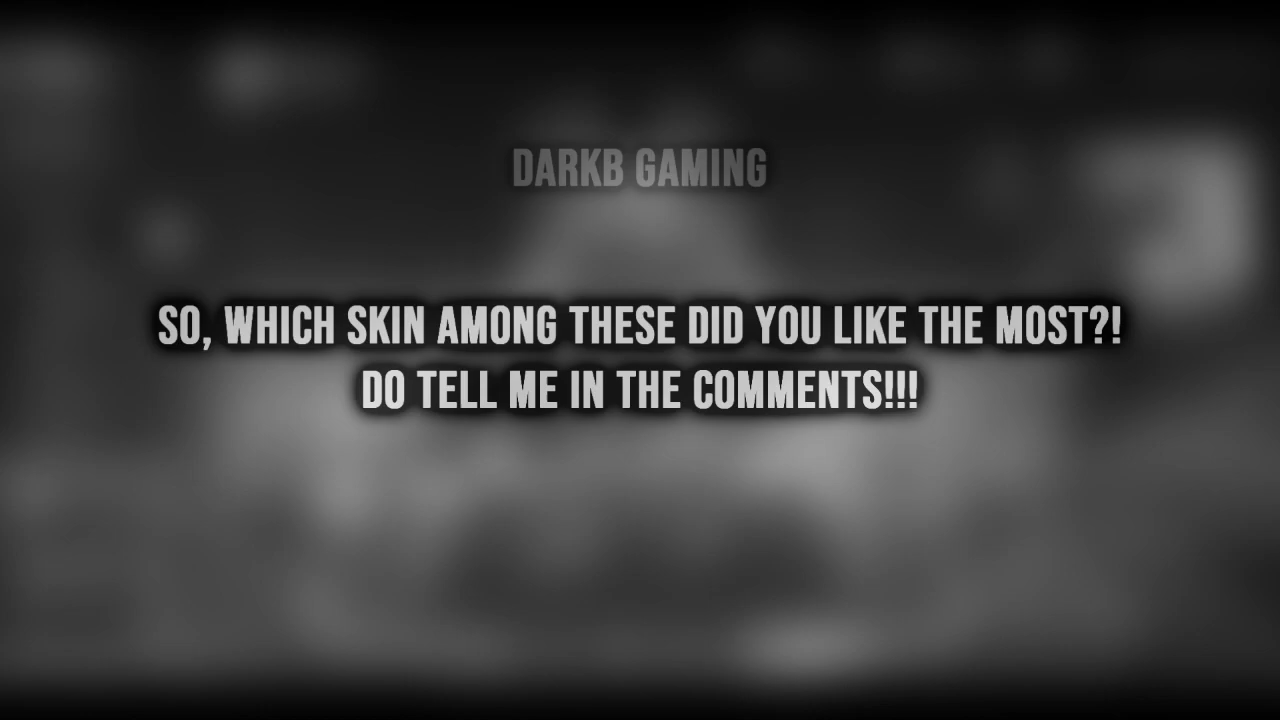 DARKB GAMING
SO, WHICH SKIN AMONG THESE DID YOU LIKE THE MOST?!
DO TELL ME IN THE COMMENTS!!!